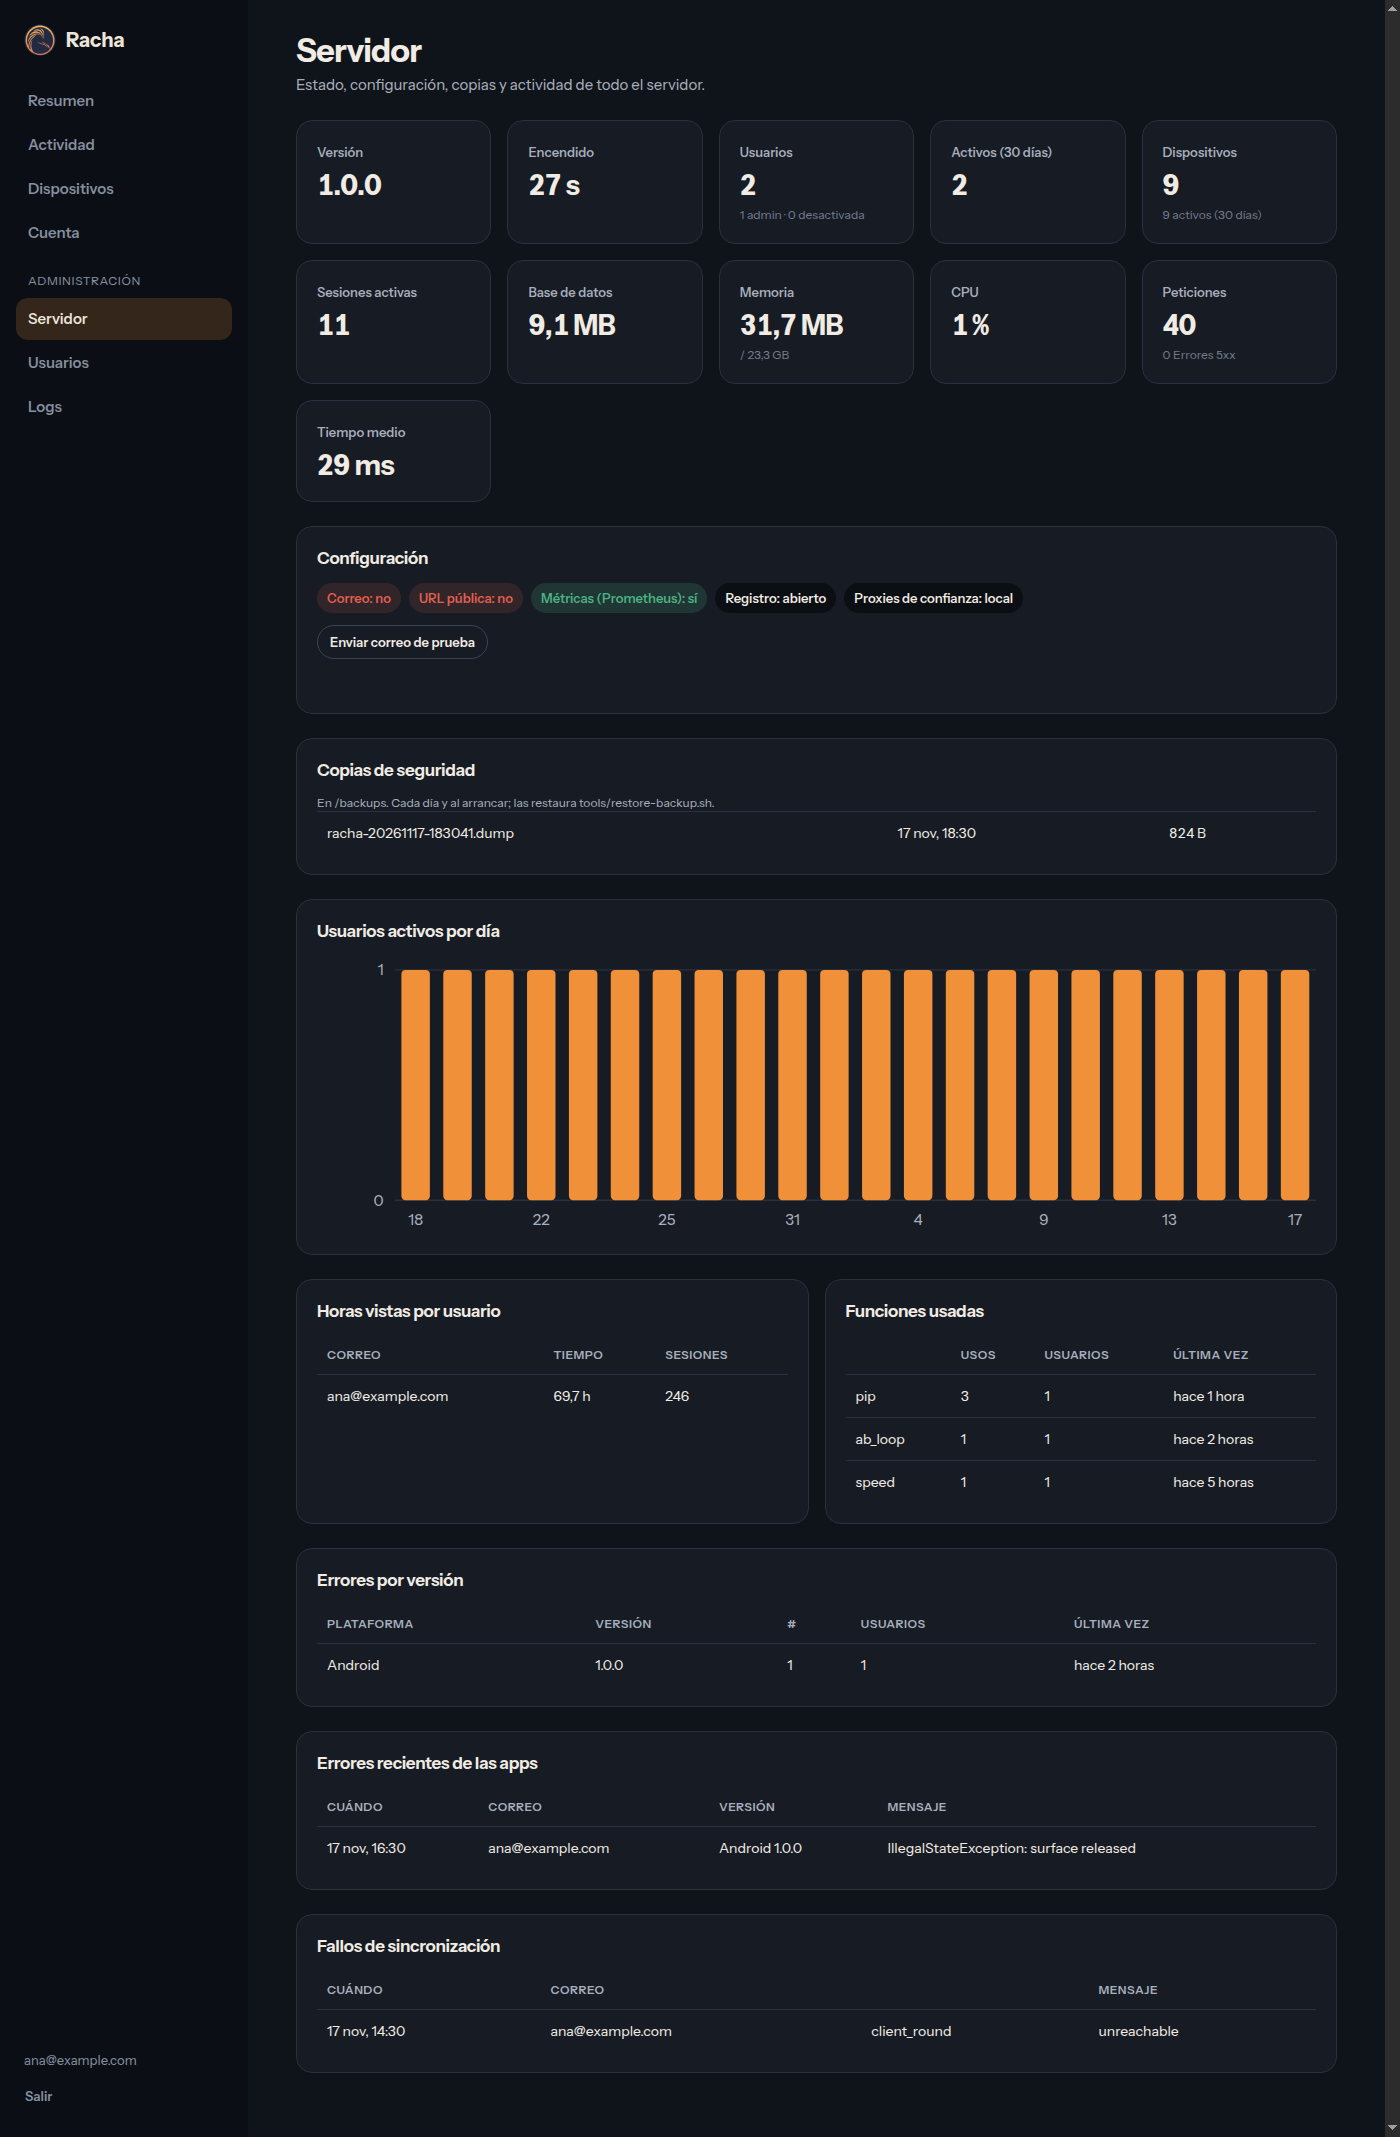 Racha
Resumen
Actividad
Dispositivos
Cuenta
ADMINISTRACIÓN
Servidor
Usuarios
Logs
ana@example.com
Salir
Servidor
Estado, configuración, copias y actividad de todo el servidor.
Versión
1.0.0
Encendido
27 s
Usuarios
2
1 admin · 0 desactivada
Activos (30 días)
2
Dispositivos
9
9 activos (30 días)
Sesiones activas
11
Base de datos
9,1 MB
Memoria
31,7 MB
/ 23,3 GB
CPU
1 %
Peticiones
40
0 Errores 5xx
Tiempo medio
29 ms
Configuración
Correo: no URL pública: no Métricas (Prometheus): sí Registro: abierto Proxies de confianza: local
Enviar correo de prueba
Copias de seguridad
En /backups. Cada día y al arrancar; las restaura tools/restore-backup.sh.
racha-20261117-183041.dump 17 nov, 18:30 824 B
Usuarios activos por día
1
0
18 22 25 31 4 9 13 17
Horas vistas por usuario
CORREO TIEMPO SESIONES
ana@example.com 69,7 h 246
Funciones usadas
USOS USUARIOS ÚLTIMA VEZ
pip 3 1 hace 1 hora
ab_loop 1 1 hace 2 horas
speed 1 1 hace 5 horas
Errores por versión
PLATAFORMA VERSIÓN # USUARIOS ÚLTIMA VEZ
Android 1.0.0 1 1 hace 2 horas
Errores recientes de las apps
CUÁNDO CORREO VERSIÓN MENSAJE
17 nov, 16:30 ana@example.com Android 1.0.0 IllegalStateException: surface released
Fallos de sincronización
CUÁNDO CORREO MENSAJE
17 nov, 14:30 ana@example.com client_round unreachable